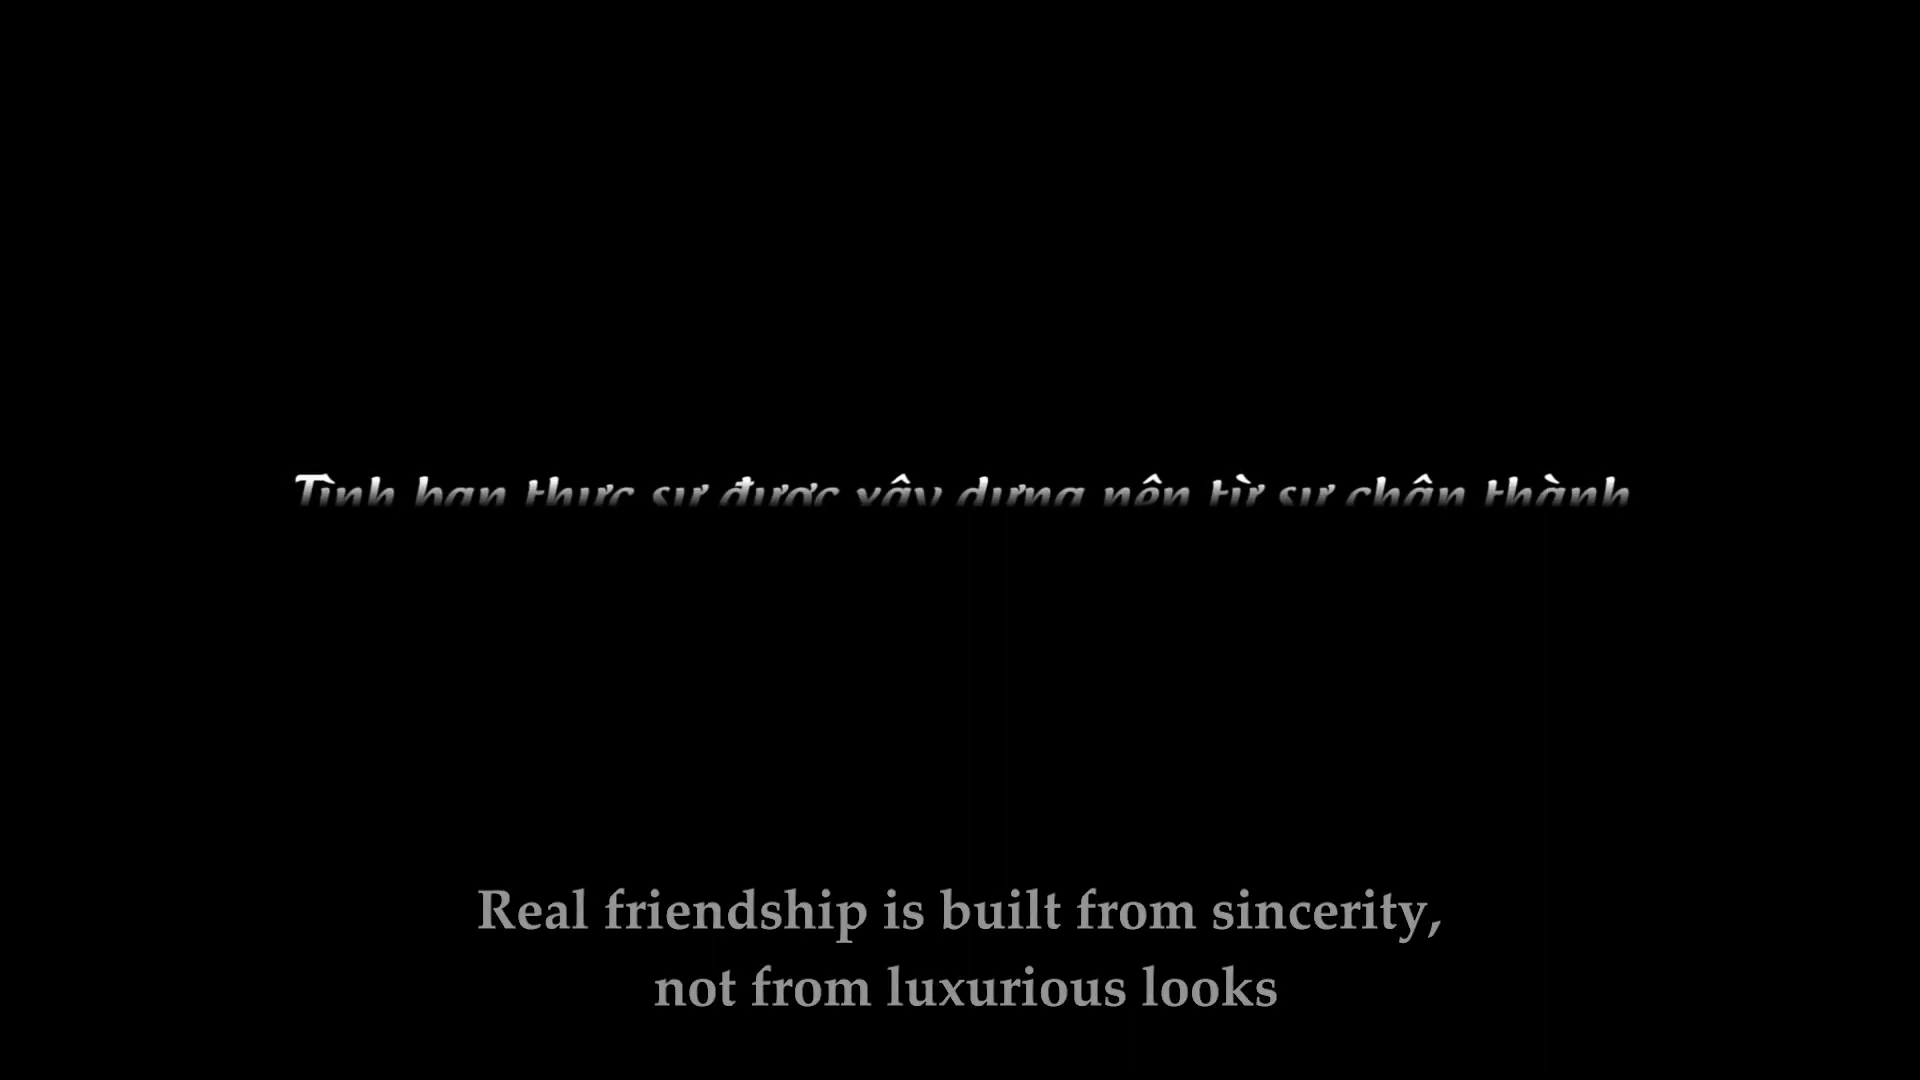 Tình bạn thực sự được xây dựng nên từ sự chân thành
Real friendship is built from sincerity,
not from luxurious looks